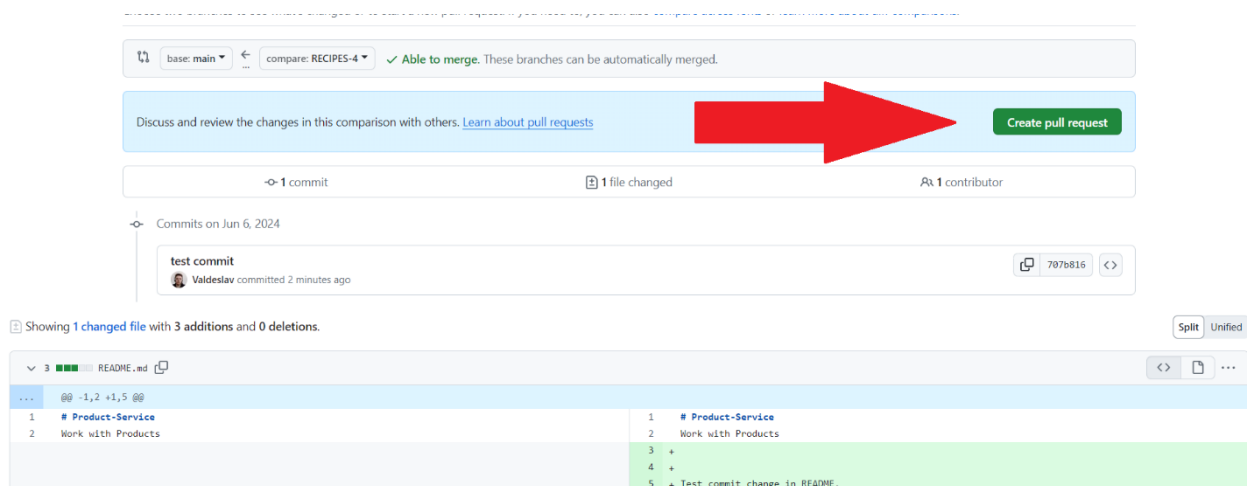 base: main ← compare: RECIPES-4 ✓ Able to merge. These branches can be automatically merged.
...
Discuss and review the changes in this comparison with others. Learn about pull requests Create pull request
1 commit 1 file changed 1 contributor
Commits on Jun 6, 2024
test commit
Valdeslav committed 2 minutes ago 707b816 <>
Showing 1 changed file with 3 additions and 0 deletions. Split Unified
3 README.md <> ...
... @@ -1,2 +1,5 @@
1 # Product-Service 1 # Product-Service
2 Work with Products 2 Work with Products
3 +
4 +
5 + Test commit change in README.